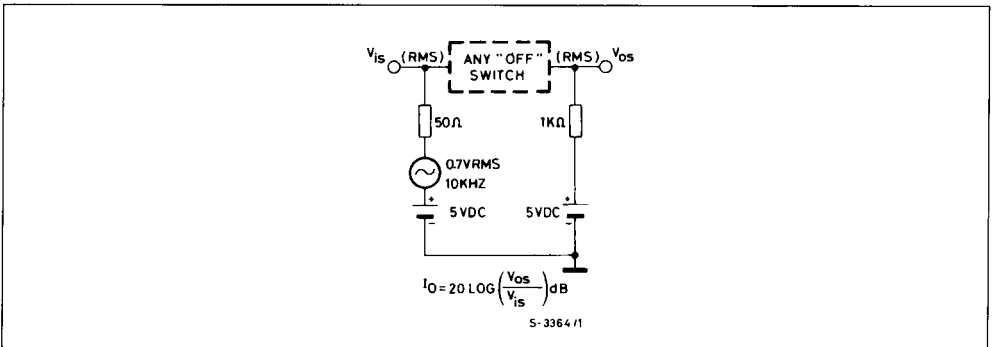 Vis (RMS) ANY "OFF" SWITCH (RMS) Vos
50Ω
1KΩ
0.7VRMS
10KHZ
+
5VDC
-
5VDC
+
-
IO = 20 LOG (Vos / Vis) dB
S-3364/1